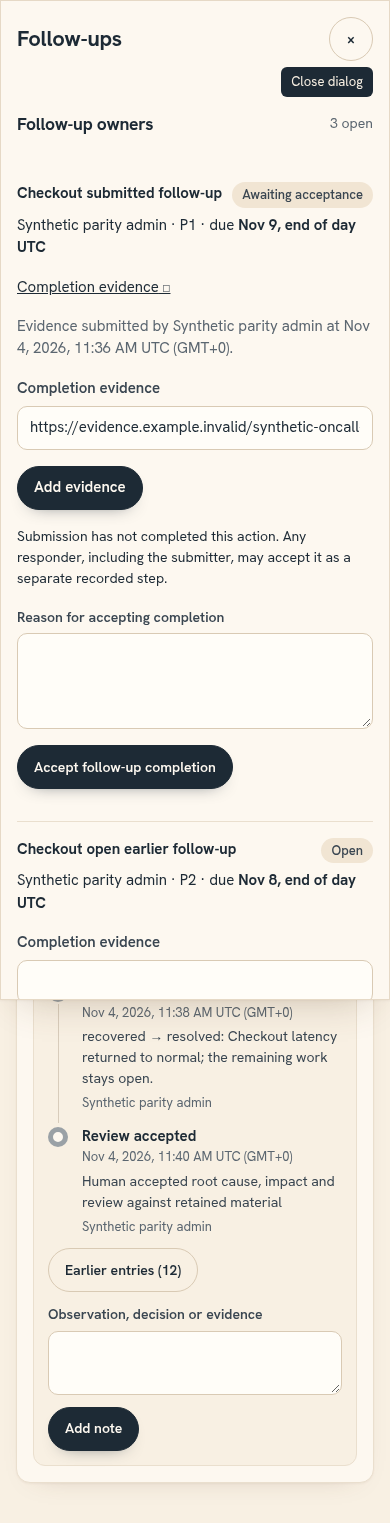 Follow-ups
×
Close dialog
Follow-up owners
3 open
Checkout submitted follow-up
Awaiting acceptance
Synthetic parity admin · P1 · due Nov 9, end of day
UTC
Completion evidence □
Evidence submitted by Synthetic parity admin at Nov
4, 2026, 11:36 AM UTC (GMT+0).
Completion evidence
https://evidence.example.invalid/synthetic-oncall
Add evidence
Submission has not completed this action. Any
responder, including the submitter, may accept it as a
separate recorded step.
Reason for accepting completion
Accept follow-up completion
Checkout open earlier follow-up
Open
Synthetic parity admin · P2 · due Nov 8, end of day
UTC
Completion evidence
Nov 4, 2026, 11:38 AM UTC (GMT+0)
recovered → resolved: Checkout latency
returned to normal; the remaining work
stays open.
Synthetic parity admin
Review accepted
Nov 4, 2026, 11:40 AM UTC (GMT+0)
Human accepted root cause, impact and
review against retained material
Synthetic parity admin
Earlier entries (12)
Observation, decision or evidence
Add note